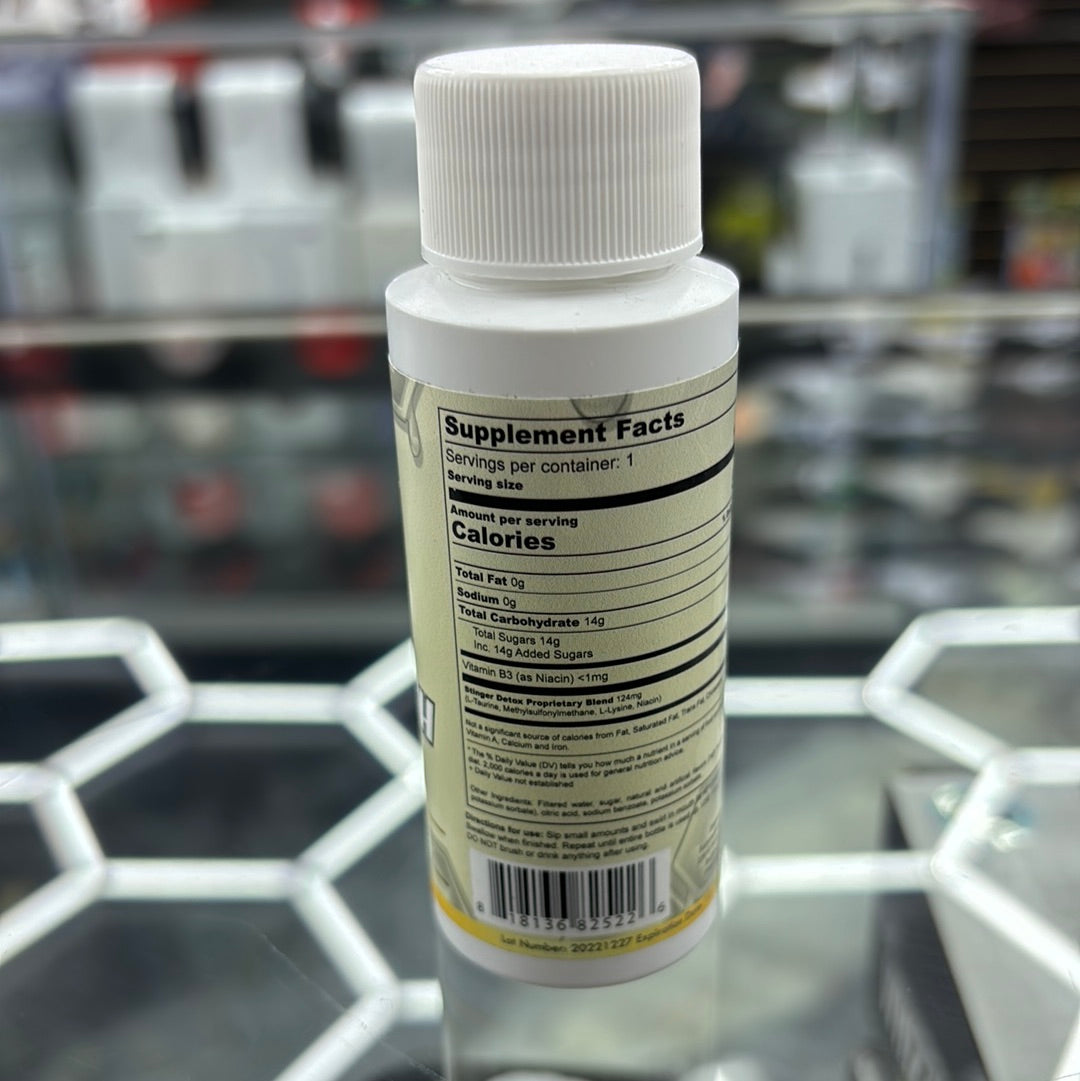 Supplement Facts
Servings per container: 1
Serving size
Amount per serving
Calories
Total Fat 0g
Sodium 0g
Total Carbohydrate 14g
Total Sugars 14g
Inc. 14g Added Sugars
Vitamin B3 (as Niacin) <1mg
Stinger Detox Proprietary Blend 124mg
(L-Taurine, Methylsulfonylmethane, L-Lysine, Niacin)
Not a significant source of calories from Fat, Saturated Fat, Trans Fat,
Vitamin A, Calcium and Iron.
* The % Daily Value (DV) tells you how much a nutrient in a serving of
diet. 2,000 calories a day is used for general nutrition advice.
+ Daily Value not established
Other Ingredients: Filtered water, sugar, natural and artificial
potassium sorbate), citric acid, sodium benzoate, potassium
Directions for use: Sip small amounts and swirl in mouth
Swallow when finished. Repeat until entire bottle is used.
DO NOT brush or drink anything after using.
H
8 18136 82522 6
Lot Number: 20221227 Expiration